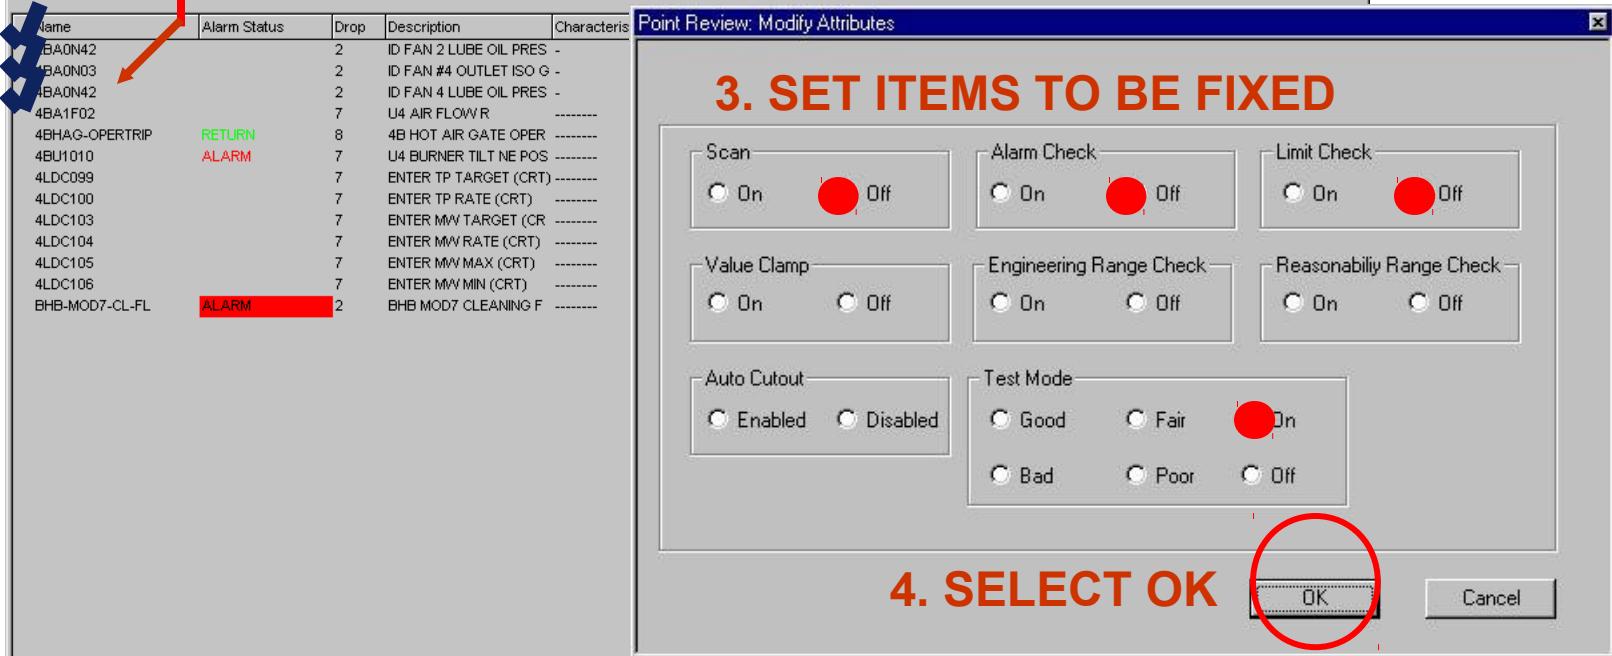 Name Alarm Status Drop Description Characteris
4BA0N42 2 ID FAN 2 LUBE OIL PRES -
4BA0N03 2 ID FAN #4 OUTLET ISO G -
4BA0N42 2 ID FAN 4 LUBE OIL PRES -
4BA1F02 7 U4 AIR FLOW R --------
4BHAG-OPERTRIP RETURN 8 4B HOT AIR GATE OPER --------
4BU1010 ALARM 7 U4 BURNER TILT NE POS --------
4LDC099 7 ENTER TP TARGET (CRT) --------
4LDC100 7 ENTER TP RATE (CRT) --------
4LDC103 7 ENTER MW TARGET (CR --------
4LDC104 7 ENTER MW RATE (CRT) --------
4LDC105 7 ENTER MW MAX (CRT) --------
4LDC106 7 ENTER MW MIN (CRT) --------
BHB-MOD7-CL-FL ALARM 2 BHB MOD7 CLEANING F --------
Point Review: Modify Attributes
3. SET ITEMS TO BE FIXED
Scan
On Off
Alarm Check
On Off
Limit Check
On Off
Value Clamp
On Off
Engineering Range Check
On Off
Reasonabiliy Range Check
On Off
Auto Cutout
Enabled Disabled
Test Mode
Good Fair On
Bad Poor Off
4. SELECT OK
OK Cancel